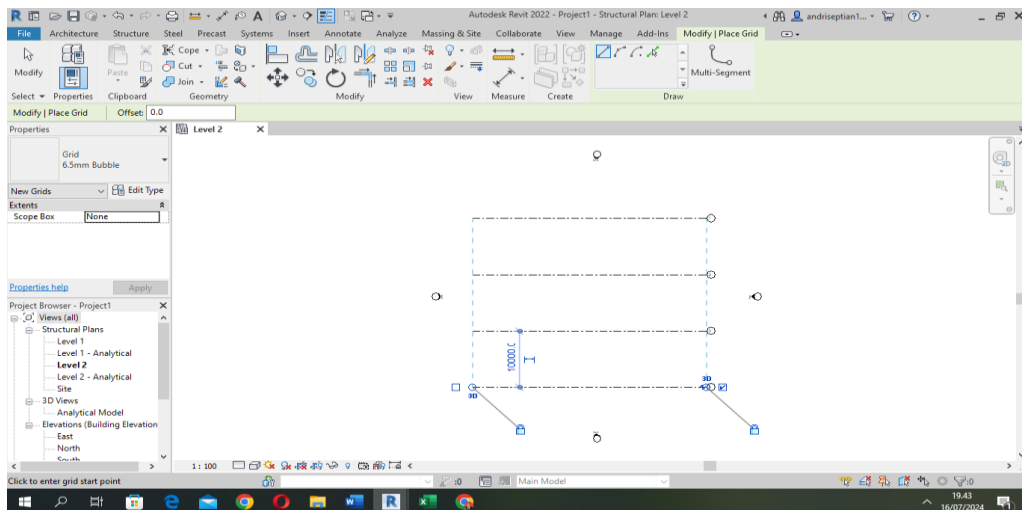 Autodesk Revit 2022 - Project1 - Structural Plan: Level 2
andriseptian1...
File Architecture Structure Steel Precast Systems Insert Annotate Analyze Massing & Site Collaborate View Manage Add-Ins Modify | Place Grid
Modify Paste Cope Cut Join Multi-Segment
Select Properties Clipboard Geometry Modify View Measure Create Draw
Modify | Place Grid Offset: 0.0
Properties
Level 2
Grid
6.5mm Bubble
New Grids Edit Type
Extents
Scope Box None
Properties help Apply
Project Browser - Project1
Views (all)
Structural Plans
Level 1
Level 1 - Analytical
Level 2
Level 2 - Analytical
Site
3D Views
Analytical Model
Elevations (Building Elevation
East
North
South
10000.0
3D
3D
1 : 100
Click to enter grid start point
:0 Main Model :0
19.43
16/07/2024